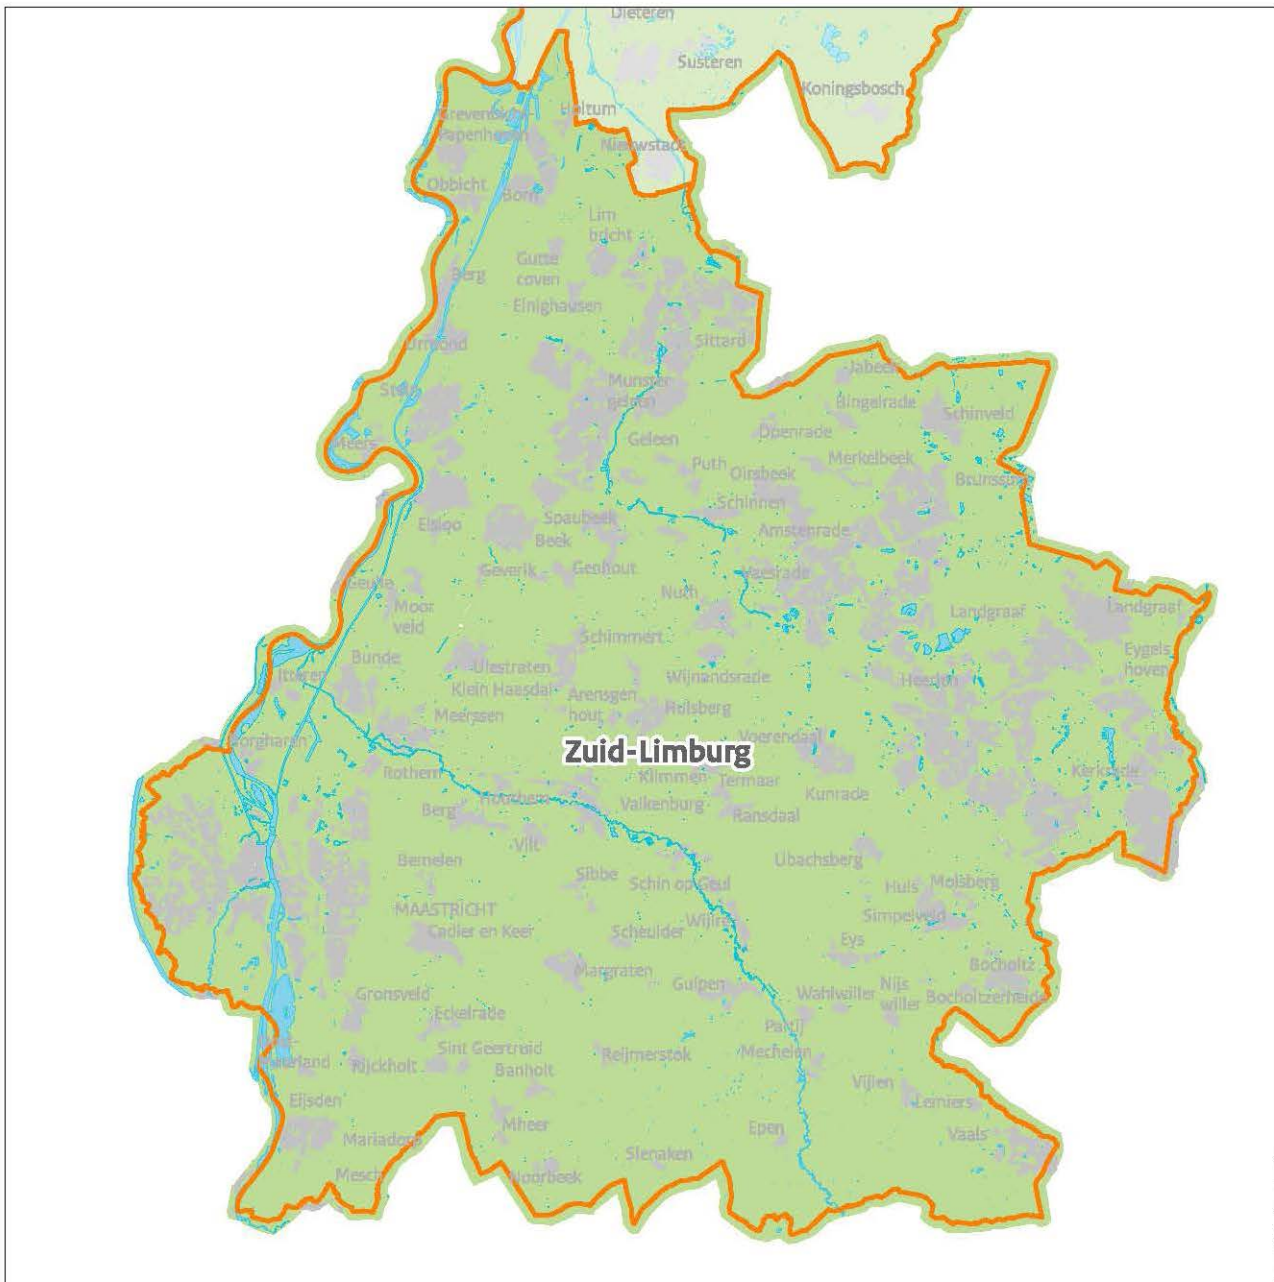 Dieteren
Susteren
Koningsbosch
Holtum
Grevenbicht-
Papenhoven
Nieuwstadt
Obbicht
Born
Lim
bricht
Gutte
coven
Berg
Einighausen
Urmond
Sittard
Jabeek
Stein
Munster
geleen
Bingelrade
Schinveld
Meers
Geleen
Doenrade
Puth
Oirsbeek
Merkelbeek
Brunssum
Schinnen
Elsloo
Spaubeek
Amstenrade
Beek
Geverik
Genhout
Vaesrade
Geulle
Nuth
Moor
veld
Landgraaf
Landgraaf
Schimmert
Bunde
Eygels
hoven
Itteren
Ulestraten
Wijnandsrade
Heerlen
Klein Haasdal
Arensgen
hout
Hulsberg
Meerssen
Borgharen
Voerendaal
Zuid-Limburg
Rothem
Klimmen
Termaar
Kerkrade
Houthem
Valkenburg
Kunrade
Berg
Ransdaal
Vilt
Bemelen
Ubachsberg
Sibbe
Schin op Geul
Huls
Molsberg
MAASTRICHT
Cadier en Keer
Scheulder
Wijlre
Simpelveld
Eys
Margraten
Bocholtz
Gulpen
Gronsveld
Wahlwiller
Nijs
willer
Bocholtzerheide
Eckelrade
Partij
Sint Geertruid
Reijmerstok
Mechelen
Rijckholt
Banholt
Vijlen
Eijsden
Lemiers
Mheer
Epen
Vaals
Mariadorp
Slenaken
Mesch
Noorbeek